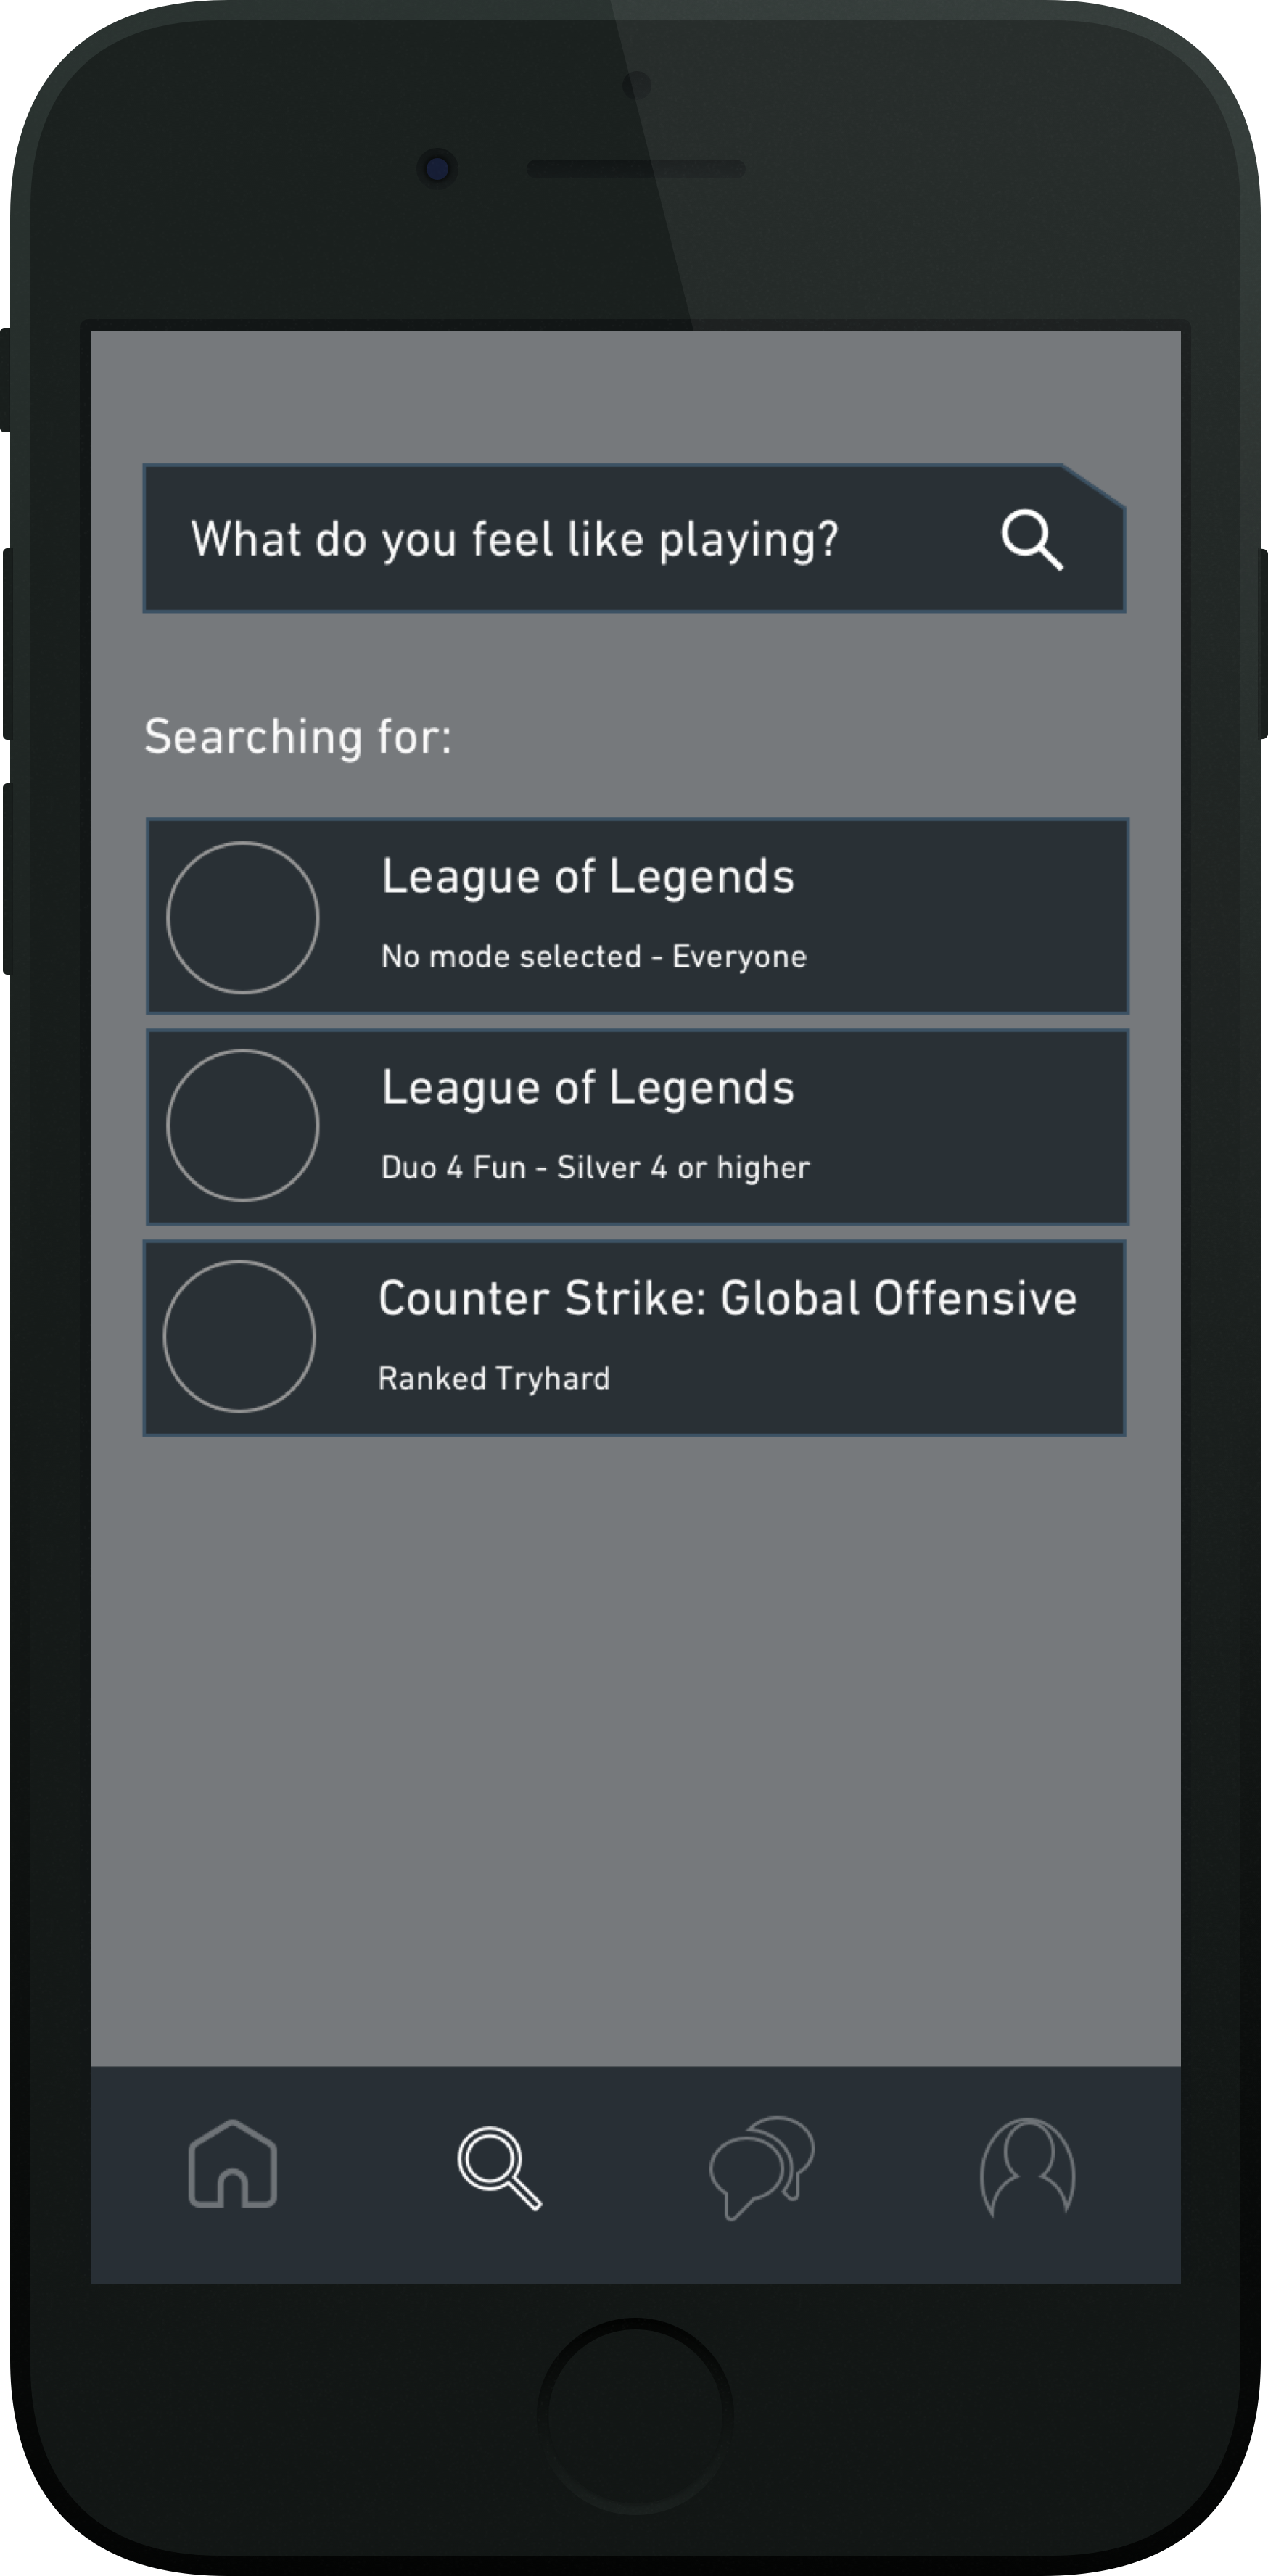 What do you feel like playing?
Searching for:
League of Legends
No mode selected - Everyone
League of Legends
Duo 4 Fun - Silver 4 or higher
Counter Strike: Global Offensive
Ranked Tryhard